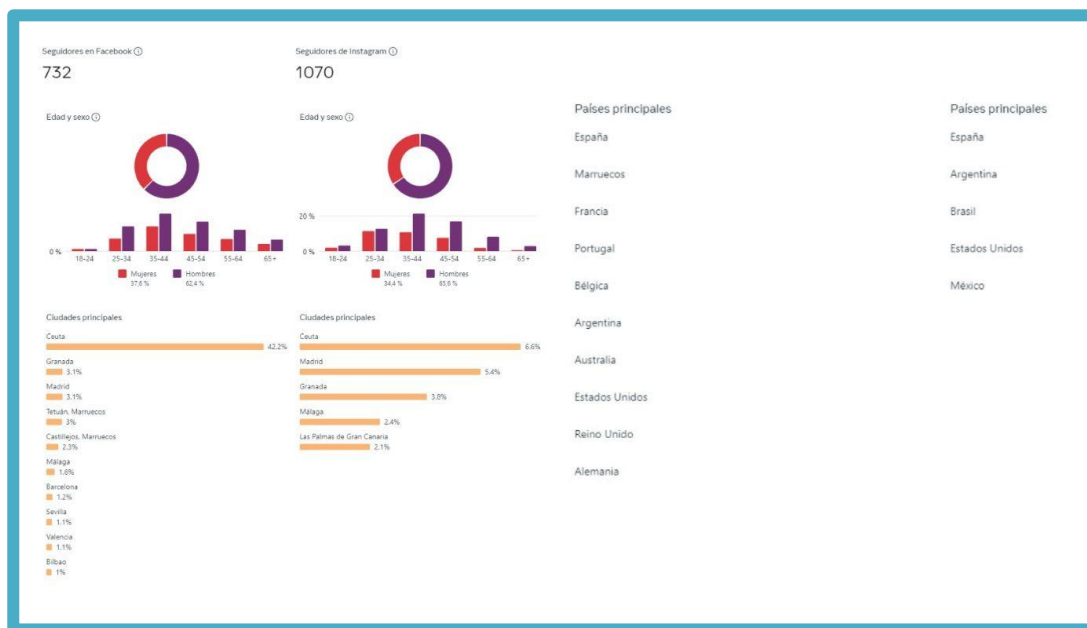 Seguidores en Facebook
732
Edad y sexo
0 %
18-24 25-34 35-44 45-54 55-64 65+
Mujeres Hombres
37,6 % 62,4 %
Ciudades principales
Ceuta
42.2%
Granada
3.1%
Madrid
3.1%
Tetuán, Marruecos
3%
Castillejos, Marruecos
2.3%
Málaga
1.6%
Barcelona
1.2%
Sevilla
1.1%
Valencia
1.1%
Bilbao
1%
Seguidores de Instagram
1070
Edad y sexo
20 %
0 %
18-24 25-34 35-44 45-54 55-64 65+
Mujeres Hombres
34,4 % 65,6 %
Ciudades principales
Ceuta
6.6%
Madrid
5.4%
Granada
3.8%
Málaga
2.4%
Las Palmas de Gran Canaria
2.1%
Países principales
España
Marruecos
Francia
Portugal
Bélgica
Argentina
Australia
Estados Unidos
Reino Unido
Alemania
Países principales
España
Argentina
Brasil
Estados Unidos
México